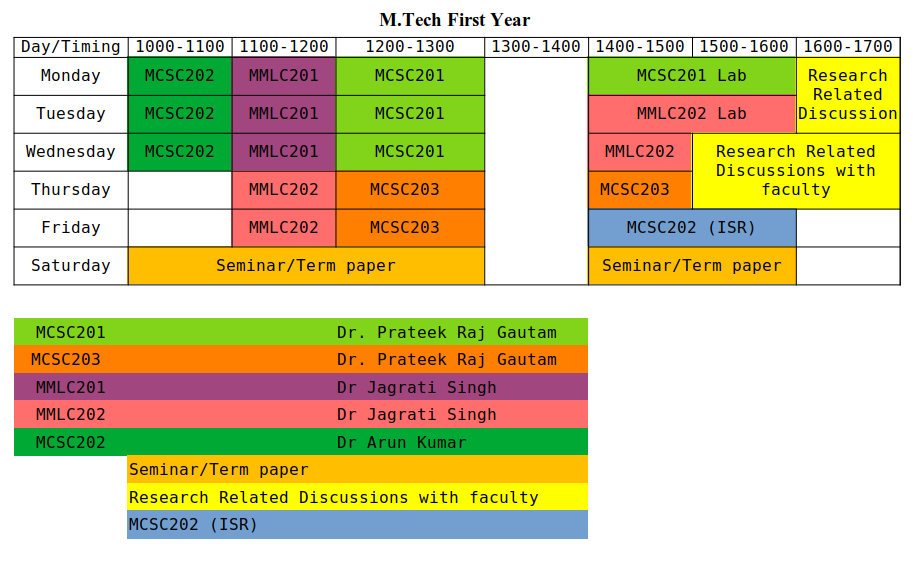 M.Tech First Year
Day/Timing 1000-1100 1100-1200 1200-1300 1300-1400 1400-1500 1500-1600 1600-1700
Monday MCSC202 MMLC201 MCSC201 MCSC201 Lab Research
Related
Tuesday MCSC202 MMLC201 MCSC201 MMLC202 Lab Discussion
Wednesday MCSC202 MMLC201 MCSC201 MMLC202 Research Related
Discussions with
Thursday MMLC202 MCSC203 MCSC203 faculty
Friday MMLC202 MCSC203 MCSC202 (ISR)
Saturday Seminar/Term paper Seminar/Term paper
MCSC201 Dr. Prateek Raj Gautam
MCSC203 Dr. Prateek Raj Gautam
MMLC201 Dr Jagrati Singh
MMLC202 Dr Jagrati Singh
MCSC202 Dr Arun Kumar
Seminar/Term paper
Research Related Discussions with faculty
MCSC202 (ISR)